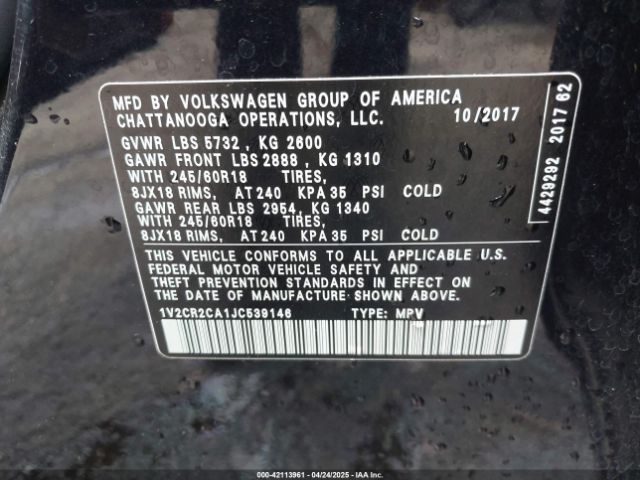 MFD BY VOLKSWAGEN GROUP OF AMERICA
CHATTANOOGA OPERATIONS, LLC. 10/2017
GVWR LBS 5732 , KG 2600
GAWR FRONT LBS 2888 , KG 1310
WITH 245/60R18 TIRES,
8JX18 RIMS, AT 240 KPA 35 PSI COLD
GAWR REAR LBS 2954, KG 1340
WITH 245/60R18 TIRES,
8JX18 RIMS, AT 240 KPA 35 PSI COLD
THIS VEHICLE CONFORMS TO ALL APPLICABLE U.S.
FEDERAL MOTOR VEHICLE SAFETY AND
THEFT PREVENTION STANDARDS IN EFFECT ON
THE DATE OF MANUFACTURE SHOWN ABOVE.
1V2CR2CA1JC539146 TYPE: MPV
4429292 2017 62
000-42113961 - 04/24/2025 - IAAI Inc.